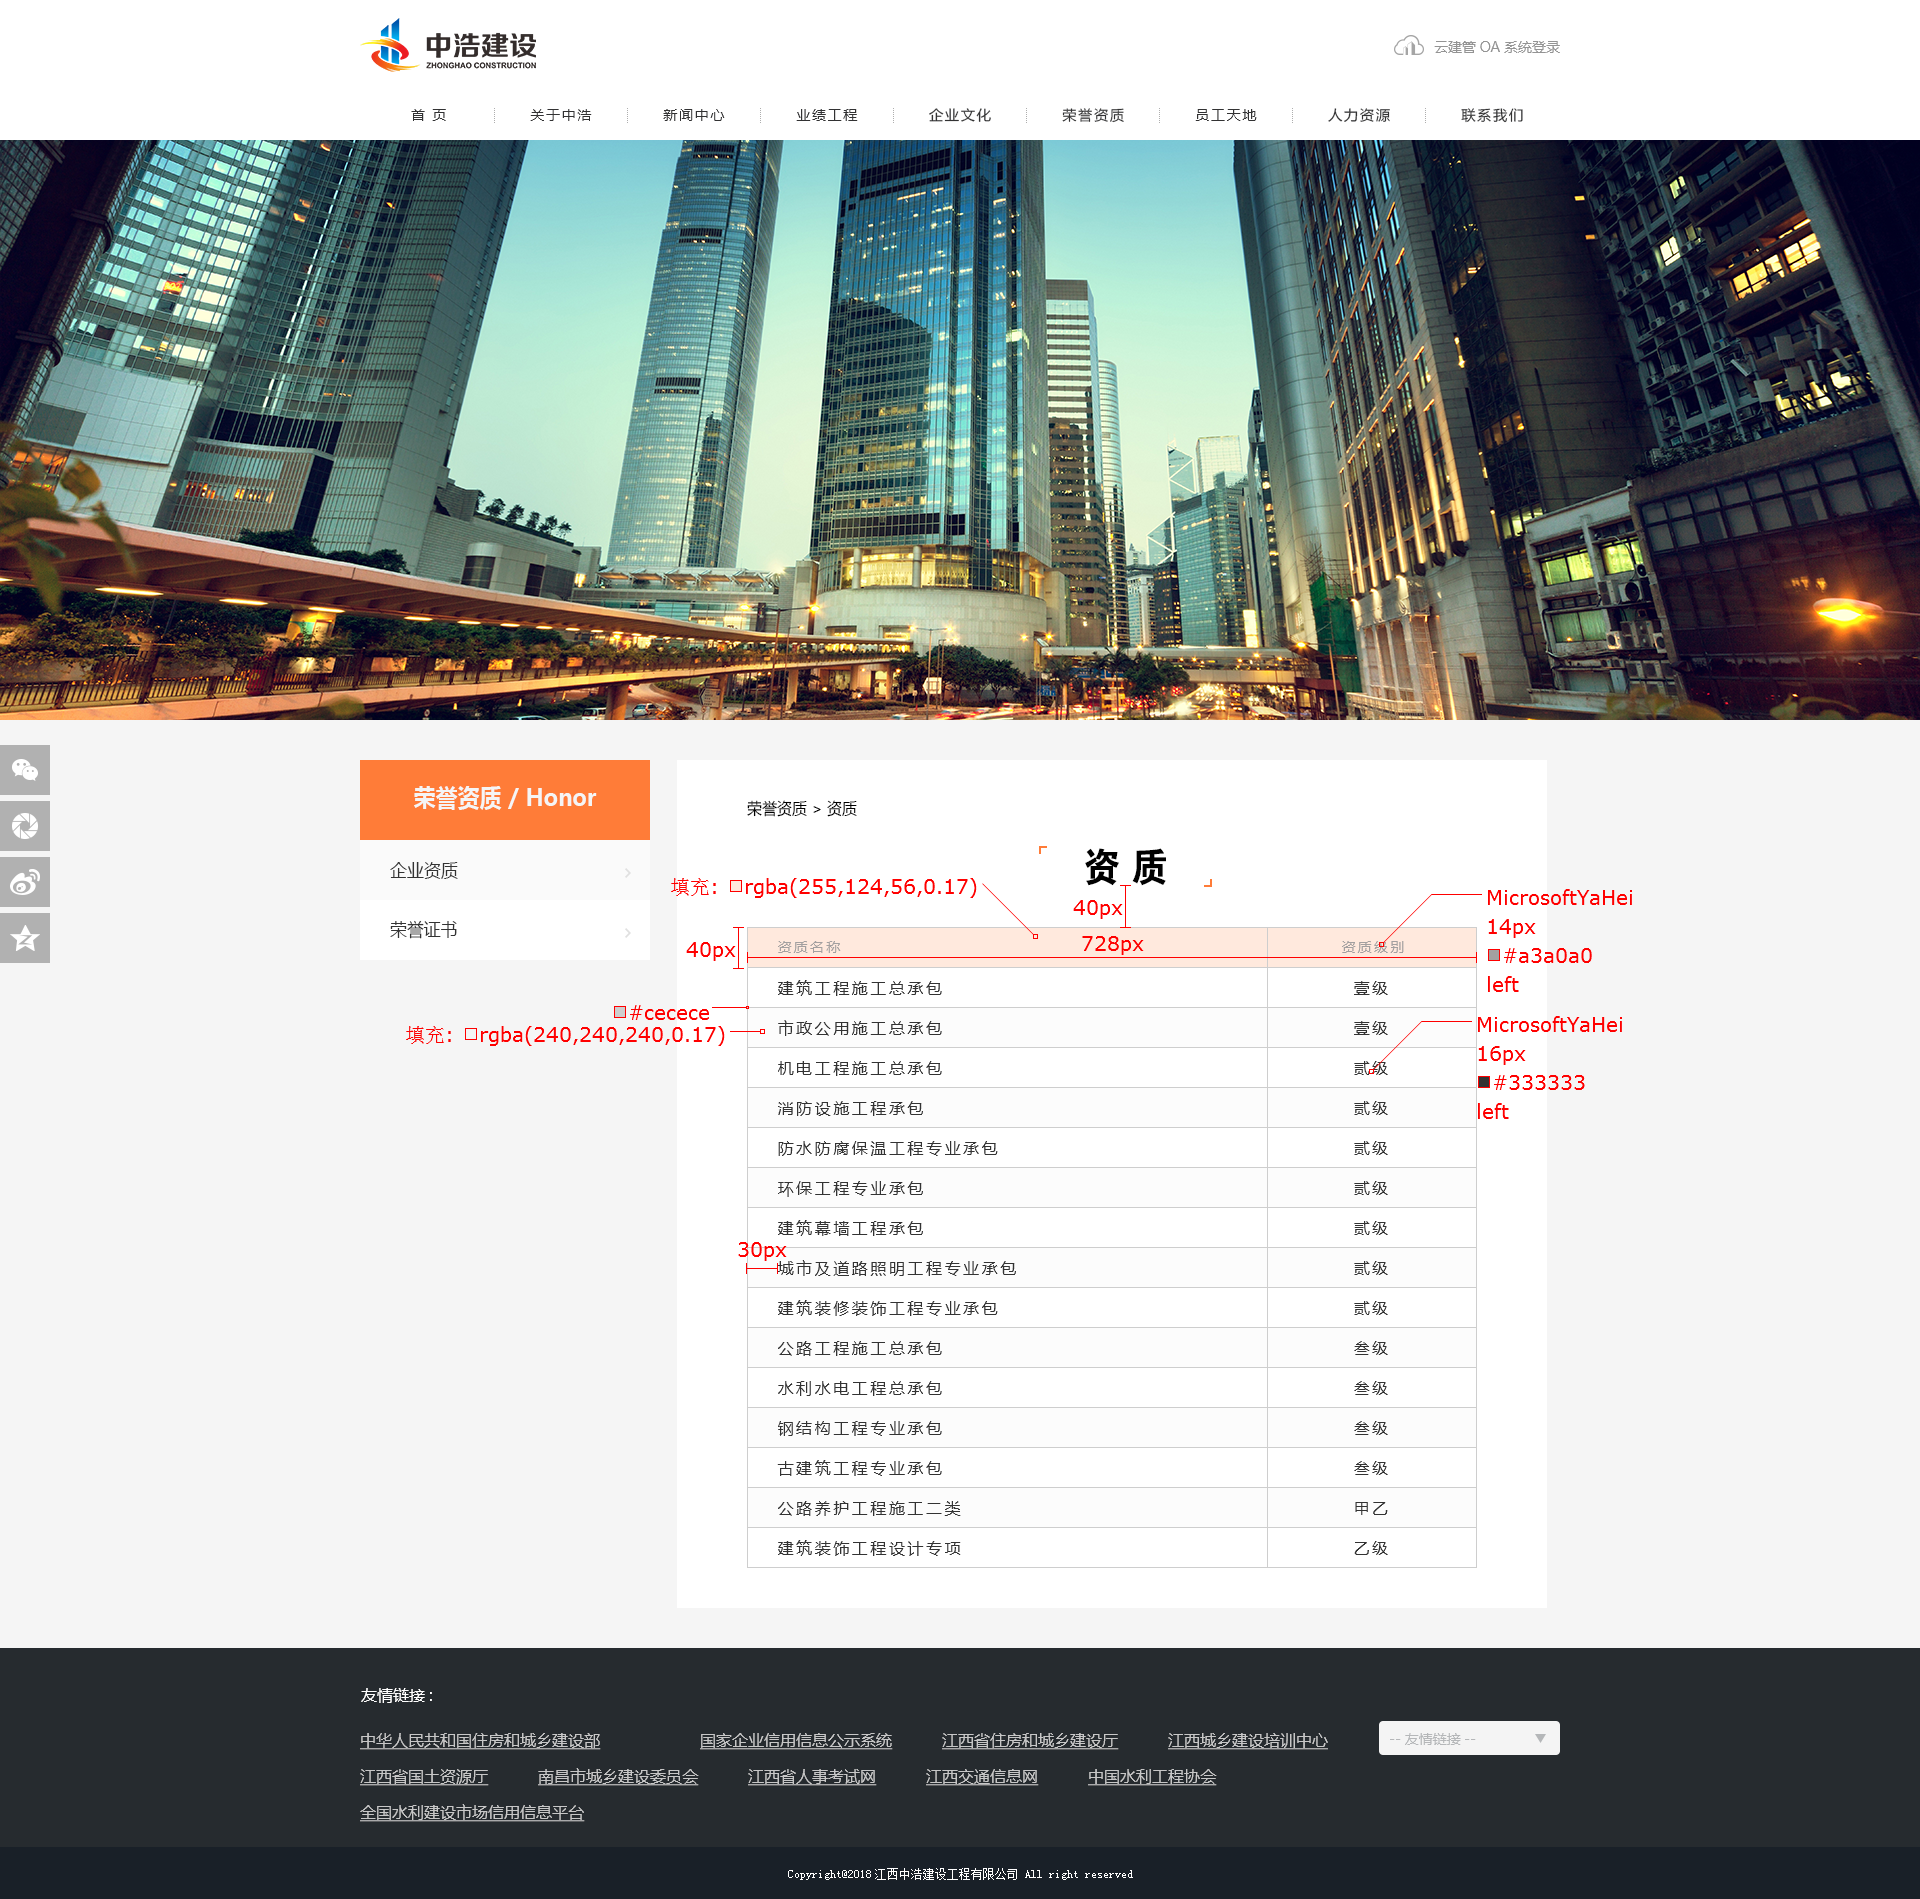 中浩建设
ZHONGHAO CONSTRUCTION
云建管 OA 系统登录
首 页
关于中浩
新闻中心
业绩工程
企业文化
荣誉资质
员工天地
人力资源
联系我们
荣誉资质 / Honor
企业资质
荣誉证书
荣誉资质 > 资质
资 质
填充: rgba(255,124,56,0.17)
40px
40px
728px
MicrosoftYaHei
14px
#a3a0a0
left
资质名称 资质级别
建筑工程施工总承包 壹级
#cecece
填充: rgba(240,240,240,0.17)
市政公用施工总承包 壹级
MicrosoftYaHei
16px
#333333
left
机电工程施工总承包 贰级
消防设施工程承包 贰级
防水防腐保温工程专业承包 贰级
环保工程专业承包 贰级
建筑幕墙工程承包 贰级
30px
城市及道路照明工程专业承包 贰级
建筑装修装饰工程专业承包 贰级
公路工程施工总承包 叁级
水利水电工程总承包 叁级
钢结构工程专业承包 叁级
古建筑工程专业承包 叁级
公路养护工程施工二类 甲乙
建筑装饰工程设计专项 乙级
友情链接 :
中华人民共和国住房和城乡建设部 国家企业信用信息公示系统 江西省住房和城乡建设厅 江西城乡建设培训中心
-- 友情链接 --
江西省国土资源厅 南昌市城乡建设委员会 江西省人事考试网 江西交通信息网 中国水利工程协会
全国水利建设市场信用信息平台
Copyright@2018 江西中浩建设工程有限公司 All right reserved